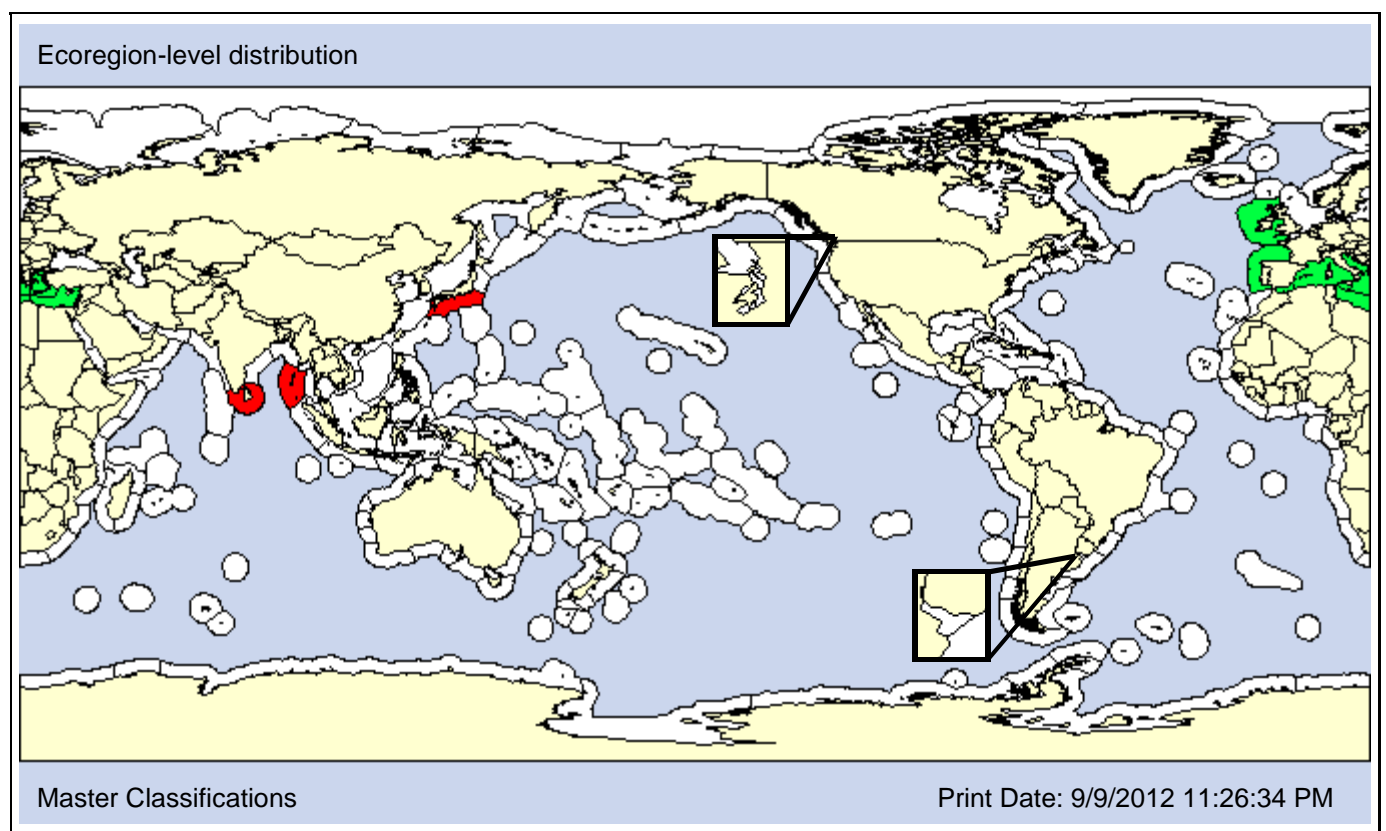 Ecoregion-level distribution
Master Classifications
Print Date: 9/9/2012 11:26:34 PM